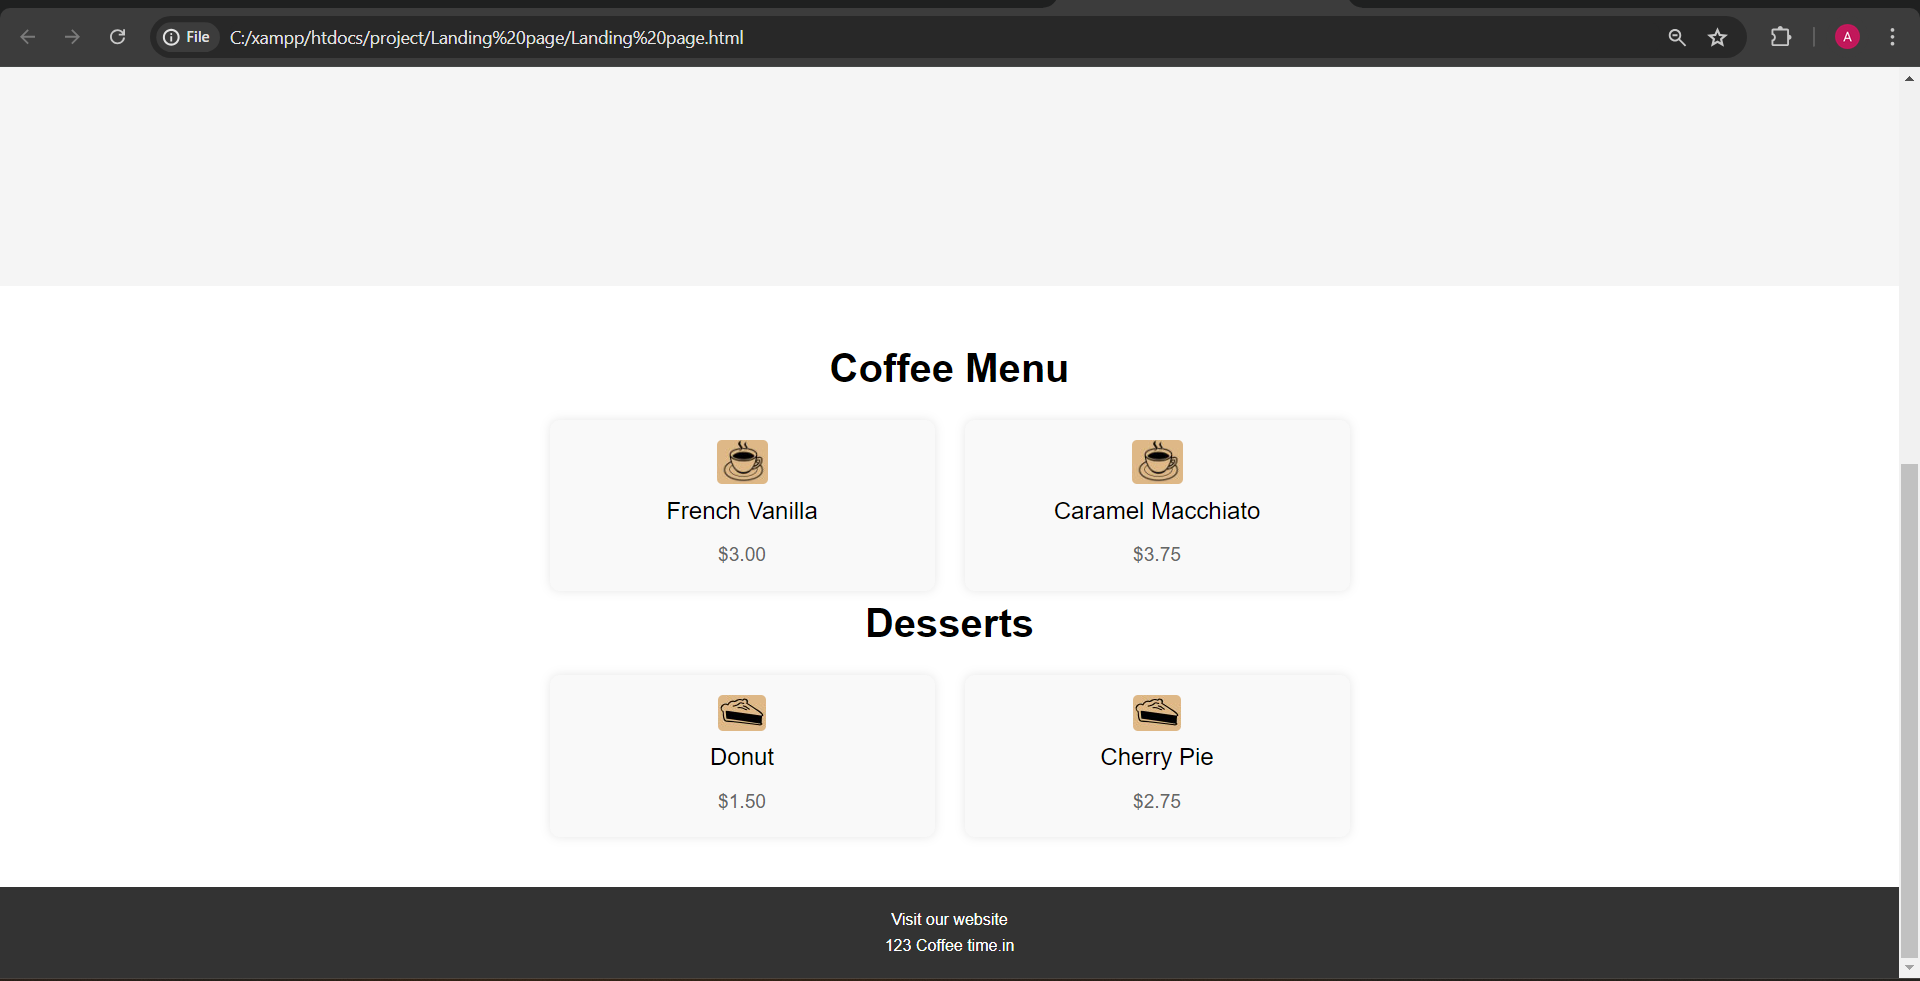 File C:/xampp/htdocs/project/Landing%20page/Landing%20page.html
A
Coffee Menu
French Vanilla
$3.00
Caramel Macchiato
$3.75
Desserts
Donut
$1.50
Cherry Pie
$2.75
Visit our website
123 Coffee time.in